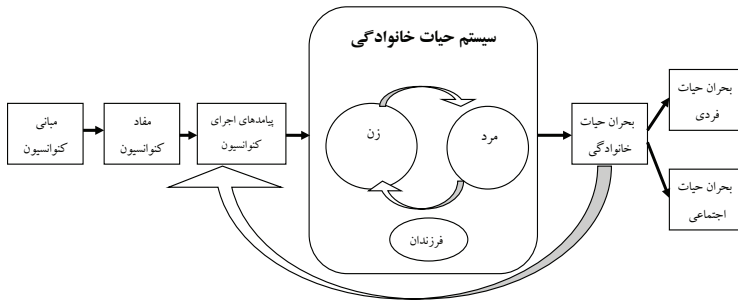 سیستم حیات خانوادگی
زن
مرد
فرزندان
مبانی
کنوانسیون
مفاد
کنوانسیون
پیامدهای اجرای
کنوانسیون
بحران حیات
خانوادگی
بحران حیات
فردی
بحران حیات
اجتماعی